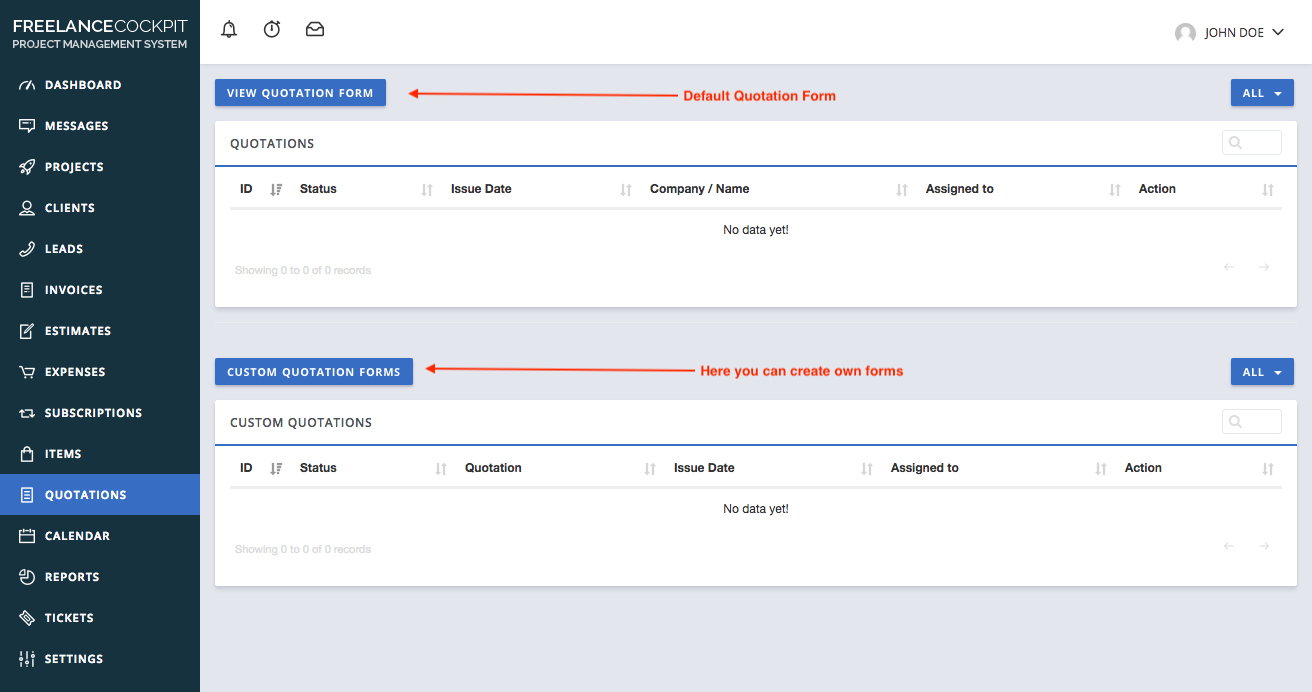 FREELANCECOCKPIT
PROJECT MANAGEMENT SYSTEM
JOHN DOE
DASHBOARD
MESSAGES
PROJECTS
CLIENTS
LEADS
INVOICES
ESTIMATES
EXPENSES
SUBSCRIPTIONS
ITEMS
QUOTATIONS
CALENDAR
REPORTS
TICKETS
SETTINGS
VIEW QUOTATION FORM
Default Quotation Form
ALL
QUOTATIONS
ID Status Issue Date Company / Name Assigned to Action
No data yet!
Showing 0 to 0 of 0 records
CUSTOM QUOTATION FORMS
Here you can create own forms
ALL
CUSTOM QUOTATIONS
ID Status Quotation Issue Date Assigned to Action
No data yet!
Showing 0 to 0 of 0 records